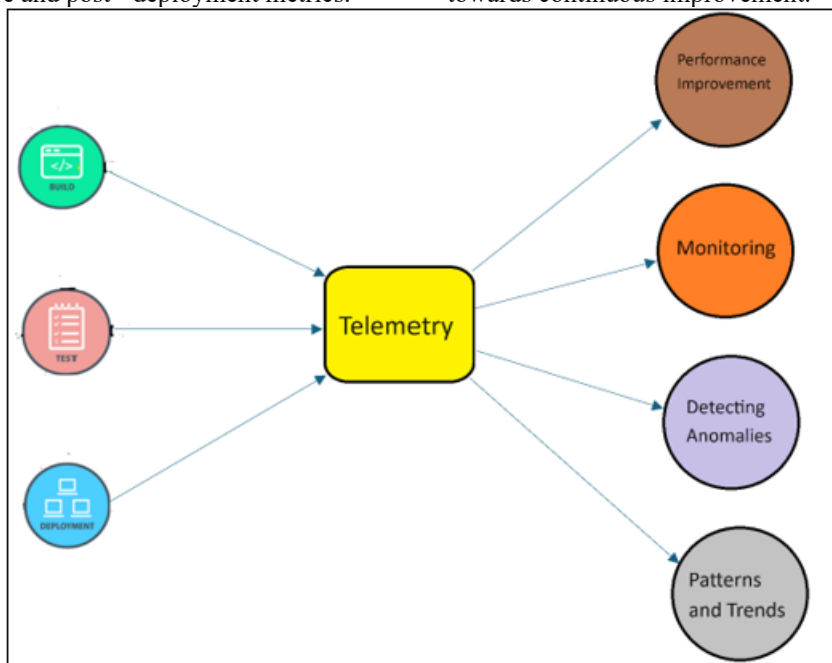 and post - deployment metrics.
towards continuous improvement.
Performance
Improvement
</>
BUILD
Monitoring
Telemetry
TEST
Detecting
Anomalies
DEPLOYMENT
Patterns
and Trends